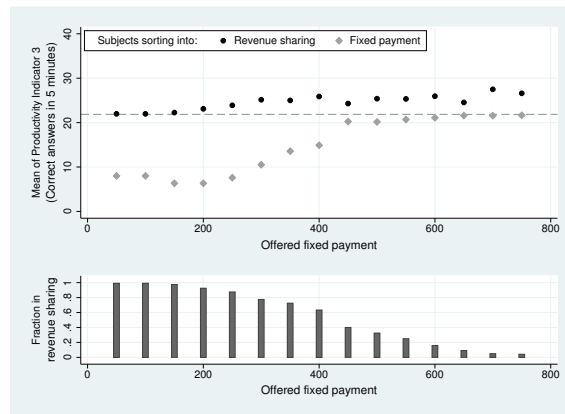 Mean of Productivity Indicator 3
(Correct answers in 5 minutes)
40
30
20
10
0
Subjects sorting into: Revenue sharing Fixed payment
0 200 400 600 800
Offered fixed payment
Fraction in
revenue sharing
1
.8
.6
.4
.2
0
0 200 400 600 800
Offered fixed payment